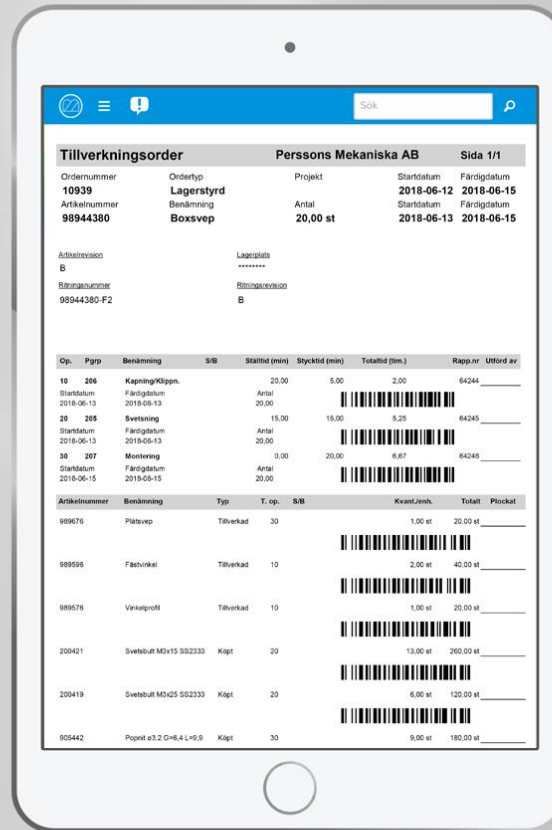 Sök
Tillverkningsorder Perssons Mekaniska AB Sida 1/1
Ordernummer Ordertyp Projekt Startdatum Färdigdatum
10939 Lagerstyrd 2018-06-12 2018-06-15
Artikelnummer Benämning Antal Startdatum Färdigdatum
98944380 Boxsvep 20,00 st 2018-06-13 2018-06-15
Artikelrevision Lagerplats
B ********
Ritningsnummer Ritningsrevision
98944380-F2 B
Op. Pgrp Benämning S/B Ställtid (min) Stycktid (min) Totaltid (tim.) Rapp.nr Utförd av
10 206 Kapning/Klippn. 20,00 5,00 2,00 64244
Startdatum Färdigdatum Antal
2018-06-13 2018-06-13 20,00
20 205 Svetsning 15,00 15,00 5,25 64245
Startdatum Färdigdatum Antal
2018-06-13 2018-06-13 20,00
30 207 Montering 0,00 20,00 6,67 64246
Startdatum Färdigdatum Antal
2018-06-15 2018-06-15 20,00
Artikelnummer Benämning Typ T. op. S/B Kvant./enh. Totalt Plockat
989676 Plåtsvep Tillverkad 30 1,00 st 20,00 st
989596 Fästvinkel Tillverkad 10 2,00 st 40,00 st
989576 Vinkelprofil Tillverkad 10 1,00 st 20,00 st
200421 Svetsbult M3x15 SS2333 Köpt 20 13,00 st 260,00 st
200419 Svetsbult M3x25 SS2333 Köpt 20 6,00 st 120,00 st
905442 Popnit ø3,2 G=6,4 L=9,9 Köpt 30 9,00 st 180,00 st